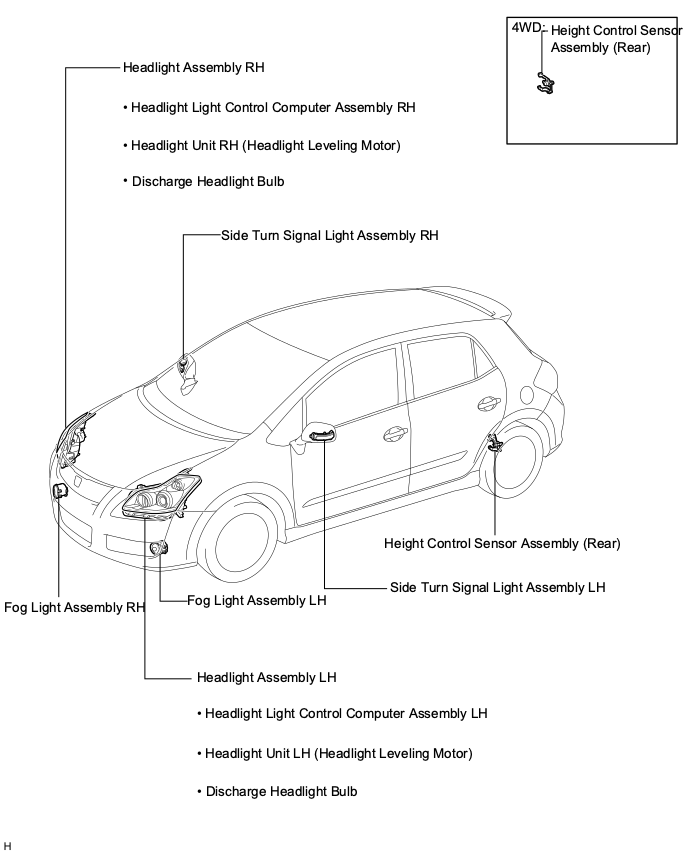 4WD:
Height Control Sensor
Assembly (Rear)
Headlight Assembly RH
• Headlight Light Control Computer Assembly RH
• Headlight Unit RH (Headlight Leveling Motor)
• Discharge Headlight Bulb
Side Turn Signal Light Assembly RH
Height Control Sensor Assembly (Rear)
Side Turn Signal Light Assembly LH
Fog Light Assembly LH
Fog Light Assembly RH
Headlight Assembly LH
• Headlight Light Control Computer Assembly LH
• Headlight Unit LH (Headlight Leveling Motor)
• Discharge Headlight Bulb
H